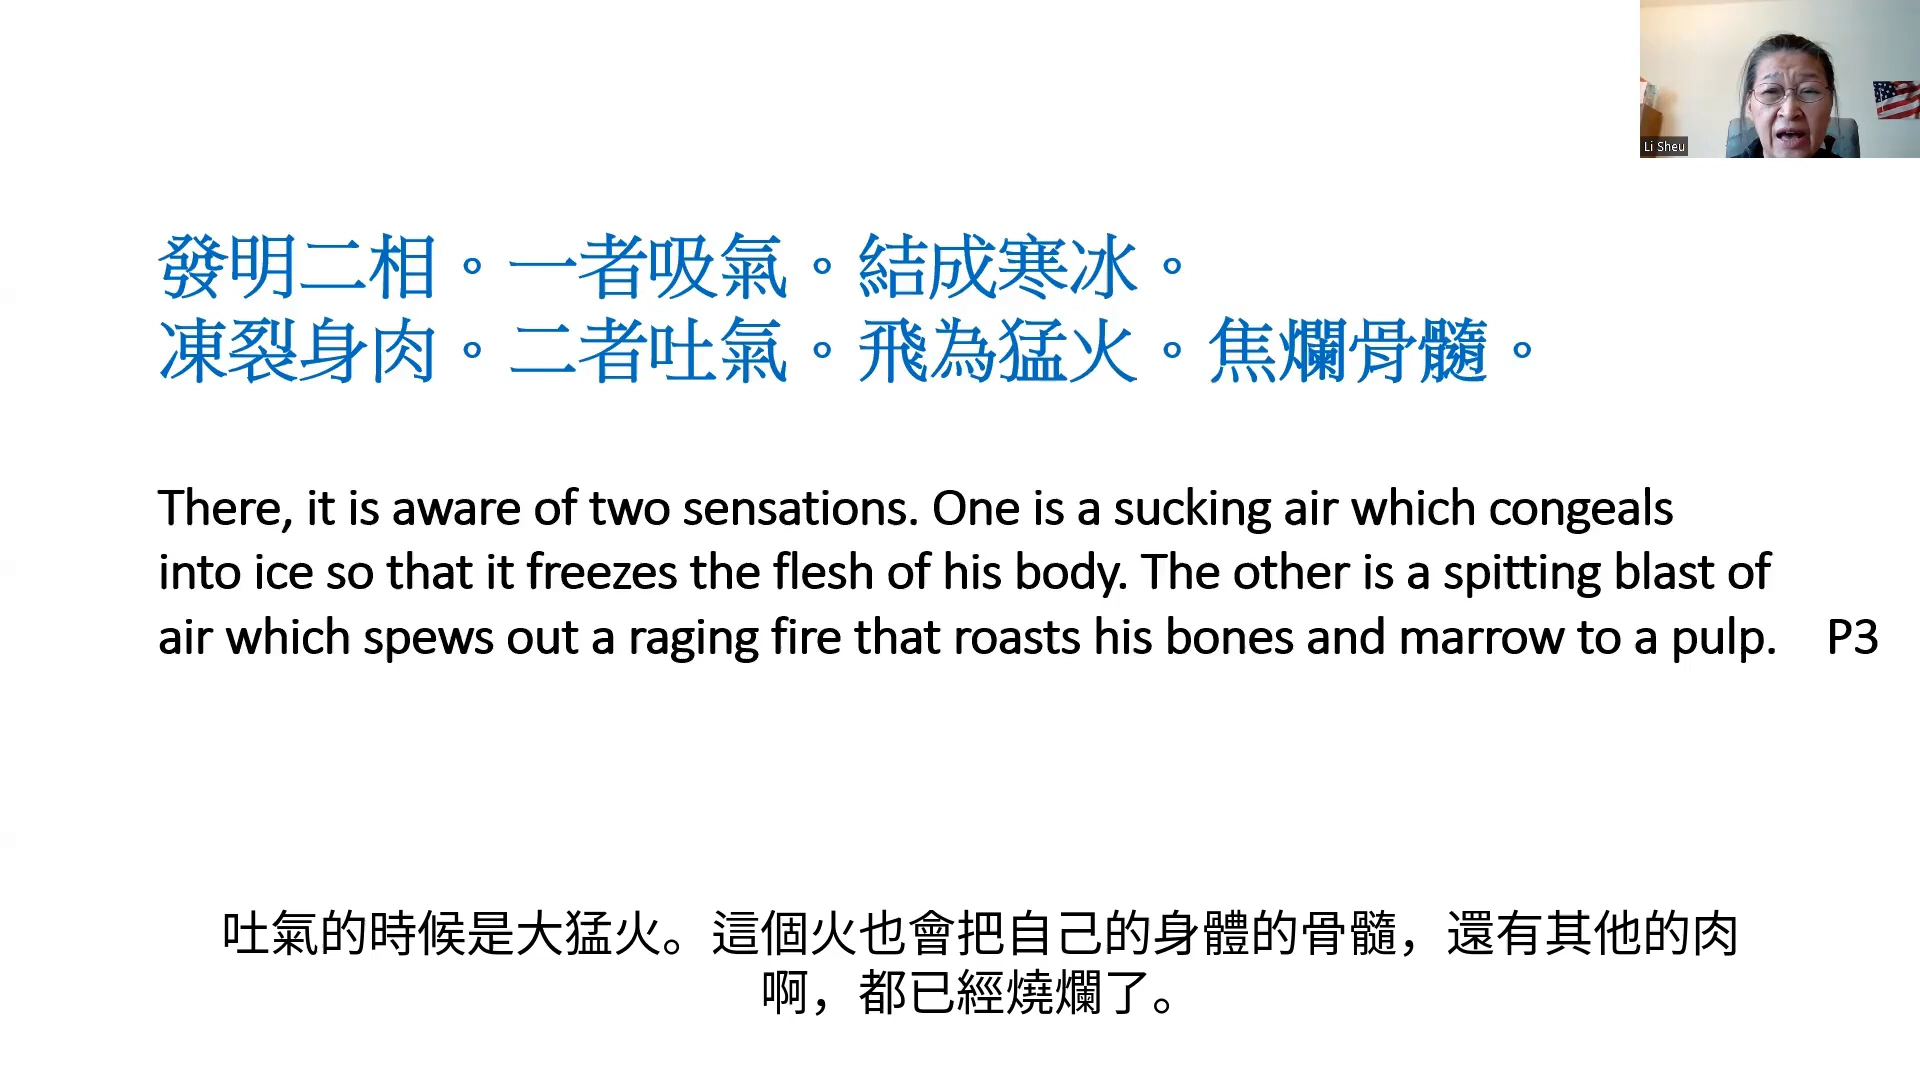 Li Sheu
發明二相。一者吸氣。結成寒冰。
凍裂身肉。二者吐氣。飛為猛火。焦爛骨髓。
There, it is aware of two sensations. One is a sucking air which congeals
into ice so that it freezes the flesh of his body. The other is a spitting blast of
air which spews out a raging fire that roasts his bones and marrow to a pulp. P3
吐氣的時候是大猛火。這個火也會把自己的身體的骨髓，還有其他的肉
啊，都已經燒爛了。